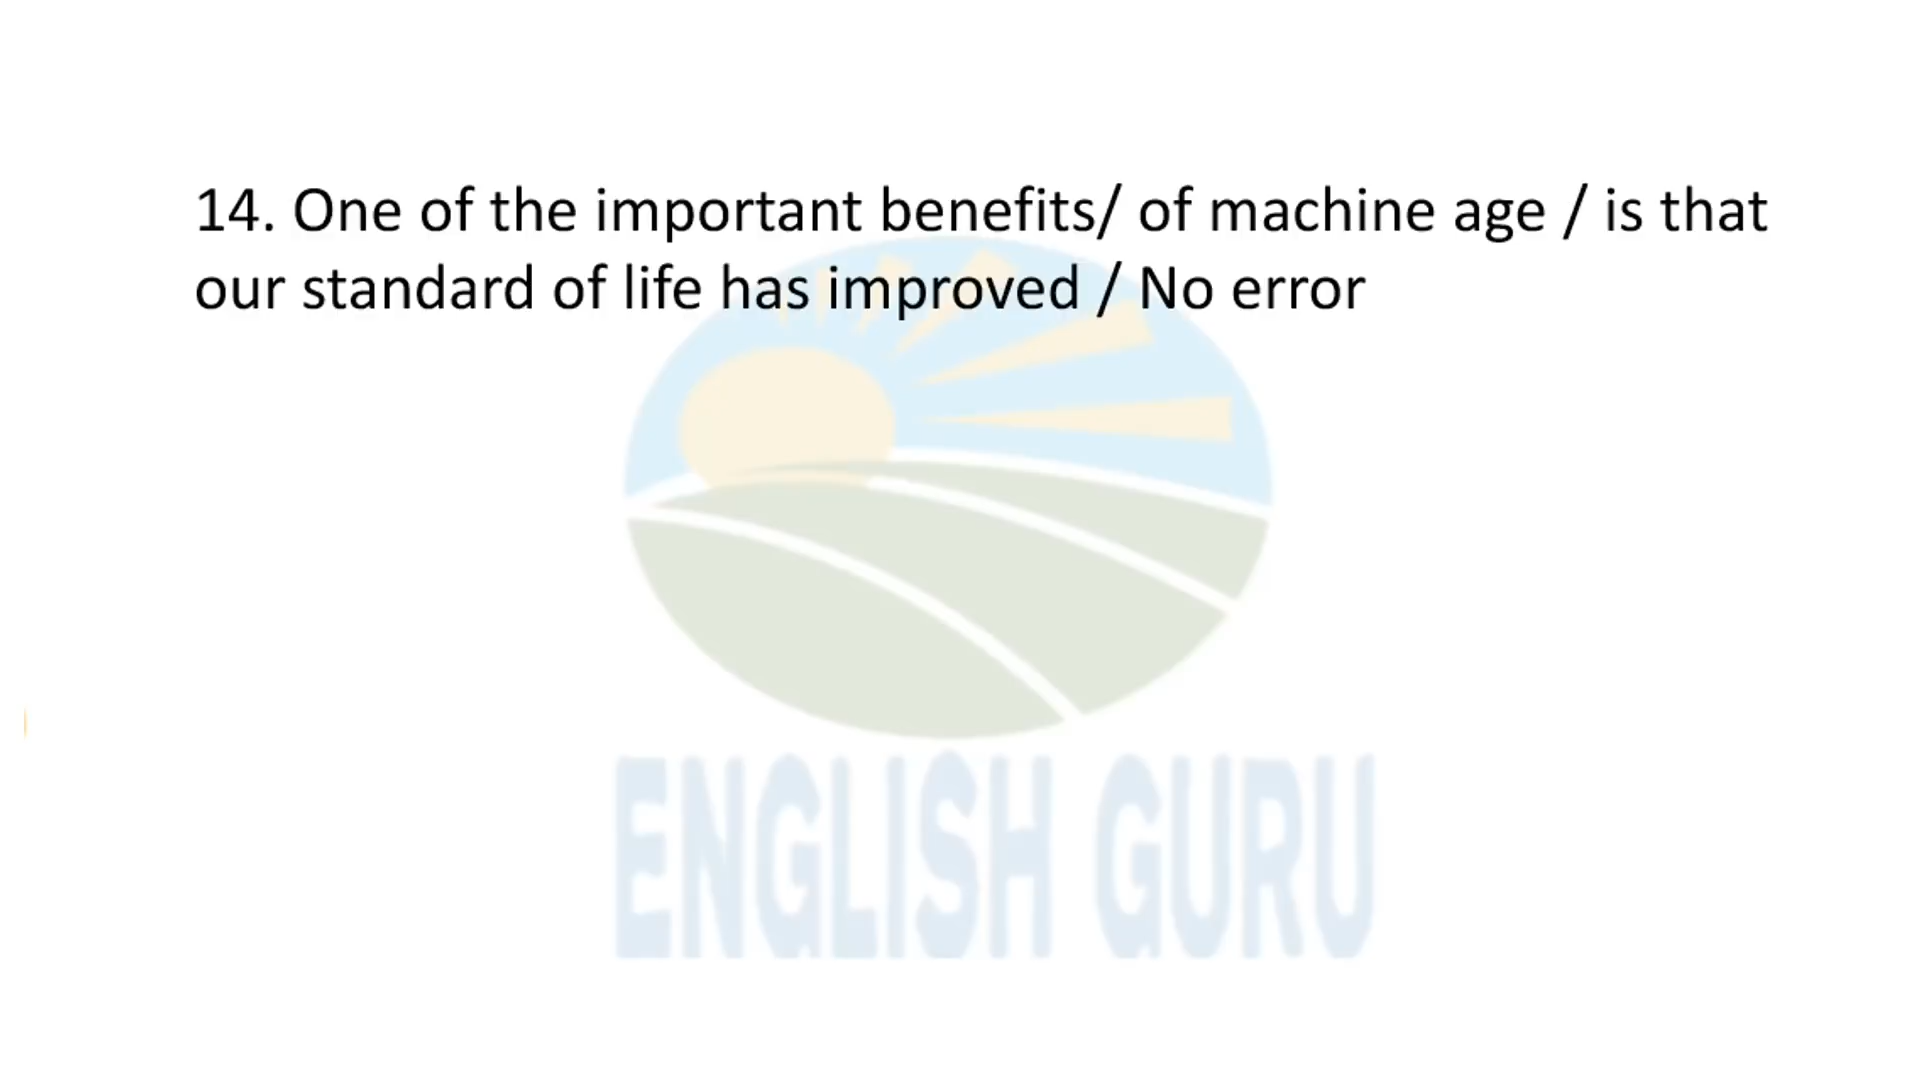 14. One of the important benefits/ of machine age / is that
our standard of life has improved / No error
ENGLISH GURU